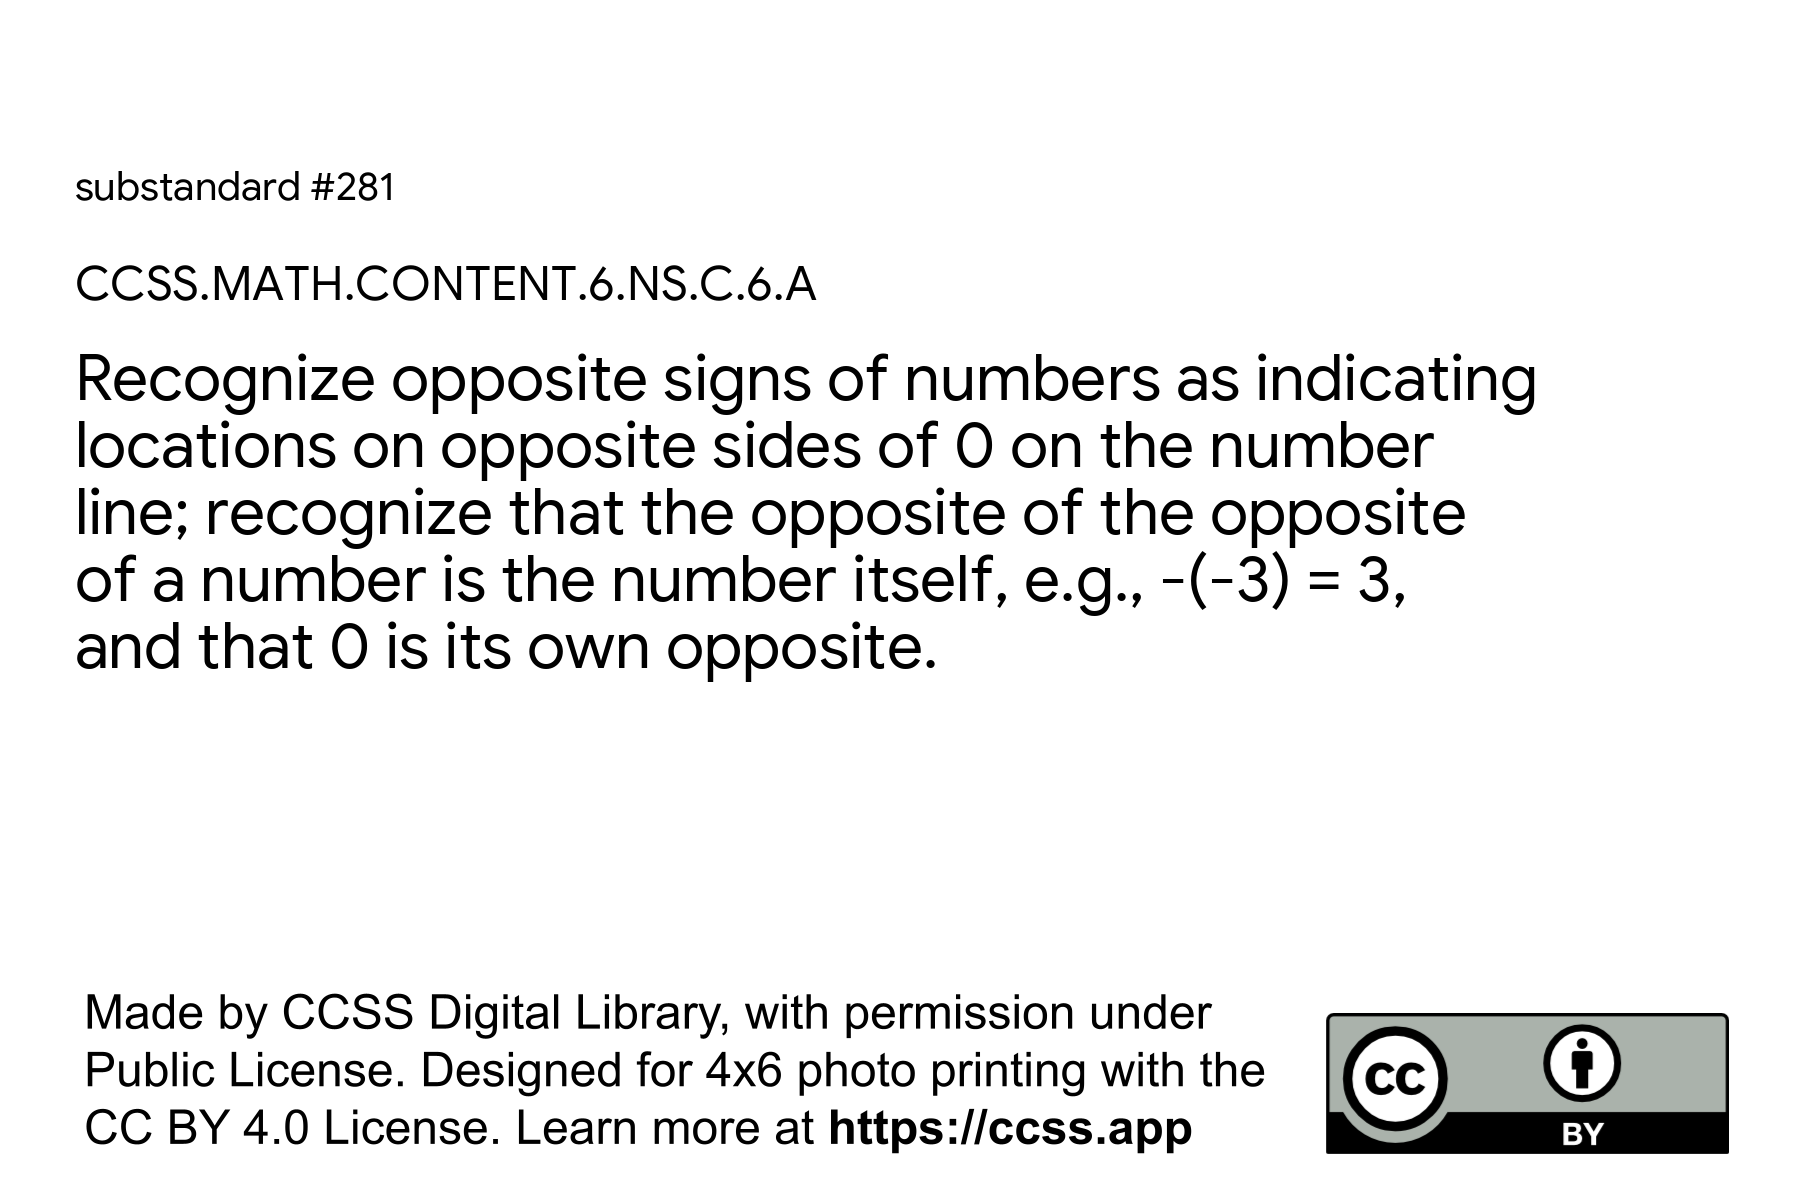 substandard #281
CCSS.MATH.CONTENT.6.NS.C.6.A
Recognize opposite signs of numbers as indicating
locations on opposite sides of 0 on the number
line; recognize that the opposite of the opposite
of a number is the number itself, e.g., -(-3) = 3,
and that 0 is its own opposite.
Made by CCSS Digital Library, with permission under
Public License. Designed for 4x6 photo printing with the
CC BY 4.0 License. Learn more at https://ccss.app
CC
BY